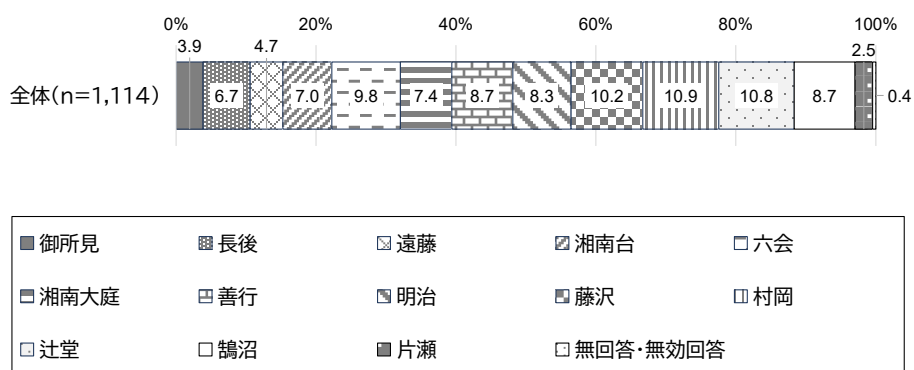 0% 20% 40% 60% 80% 100%
3.9 4.7 2.5
全体(n=1,114) 6.7 7.0 9.8 7.4 8.7 8.3 10.2 10.9 10.8 8.7 0.4
御所見 長後 遠藤 湘南台 六会
湘南大庭 善行 明治 藤沢 村岡
辻堂 鵠沼 片瀬 無回答・無効回答